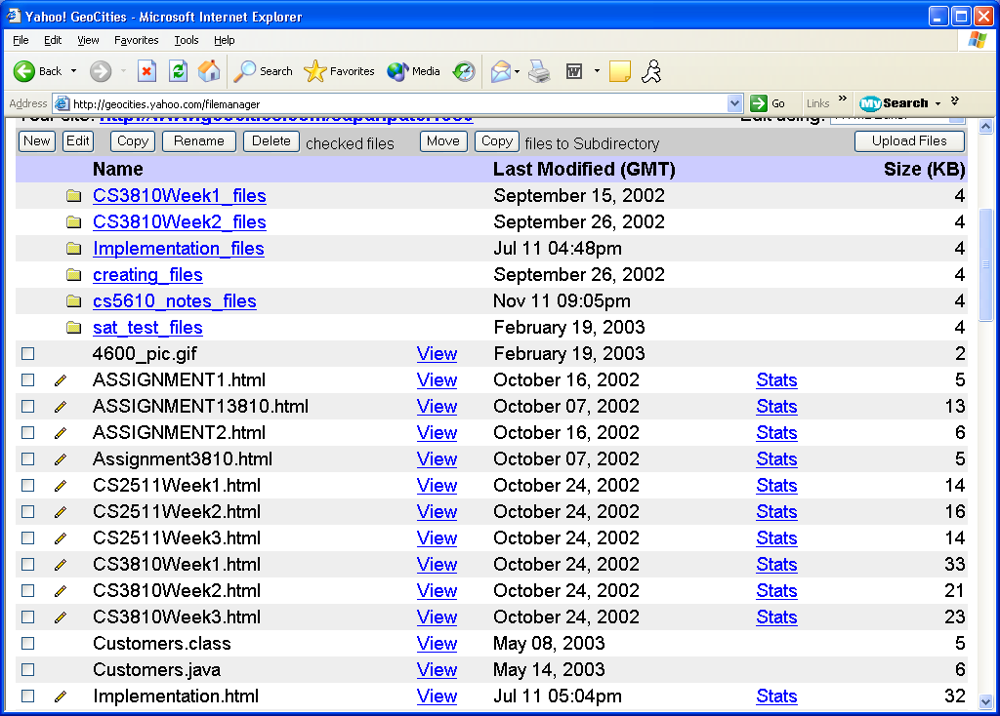 Yahoo! GeoCities - Microsoft Internet Explorer
File Edit View Favorites Tools Help
Back Search Favorites Media
Address http://geocities.yahoo.com/filemanager Go Links » My Search »
New Edit Copy Rename Delete checked files Move Copy files to Subdirectory Upload Files
Name Last Modified (GMT) Size (KB)
CS3810Week1_files September 15, 2002 4
CS3810Week2_files September 26, 2002 4
Implementation_files Jul 11 04:48pm 4
creating_files September 26, 2002 4
cs5610_notes_files Nov 11 09:05pm 4
sat_test_files February 19, 2003 4
4600_pic.gif View February 19, 2003 2
ASSIGNMENT1.html View October 16, 2002 Stats 5
ASSIGNMENT13810.html View October 07, 2002 Stats 13
ASSIGNMENT2.html View October 16, 2002 Stats 6
Assignment3810.html View October 07, 2002 Stats 5
CS2511Week1.html View October 24, 2002 Stats 14
CS2511Week2.html View October 24, 2002 Stats 16
CS2511Week3.html View October 24, 2002 Stats 14
CS3810Week1.html View October 24, 2002 Stats 33
CS3810Week2.html View October 24, 2002 Stats 21
CS3810Week3.html View October 24, 2002 Stats 23
Customers.class View May 08, 2003 5
Customers.java View May 14, 2003 6
Implementation.html View Jul 11 05:04pm Stats 32